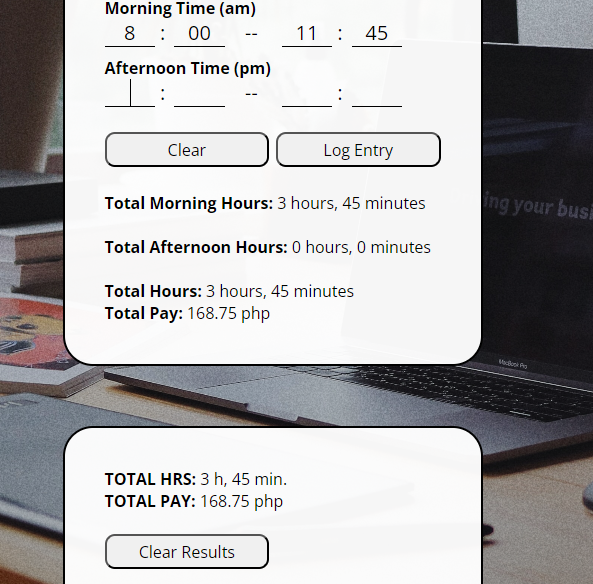 Morning Time (am)
8 : 00 -- 11 : 45
Afternoon Time (pm)
: -- :
Clear
Log Entry
Total Morning Hours: 3 hours, 45 minutes
Total Afternoon Hours: 0 hours, 0 minutes
Total Hours: 3 hours, 45 minutes
Total Pay: 168.75 php
ing your busi
MacBook Pro
TOTAL HRS: 3 h, 45 min.
TOTAL PAY: 168.75 php
Clear Results